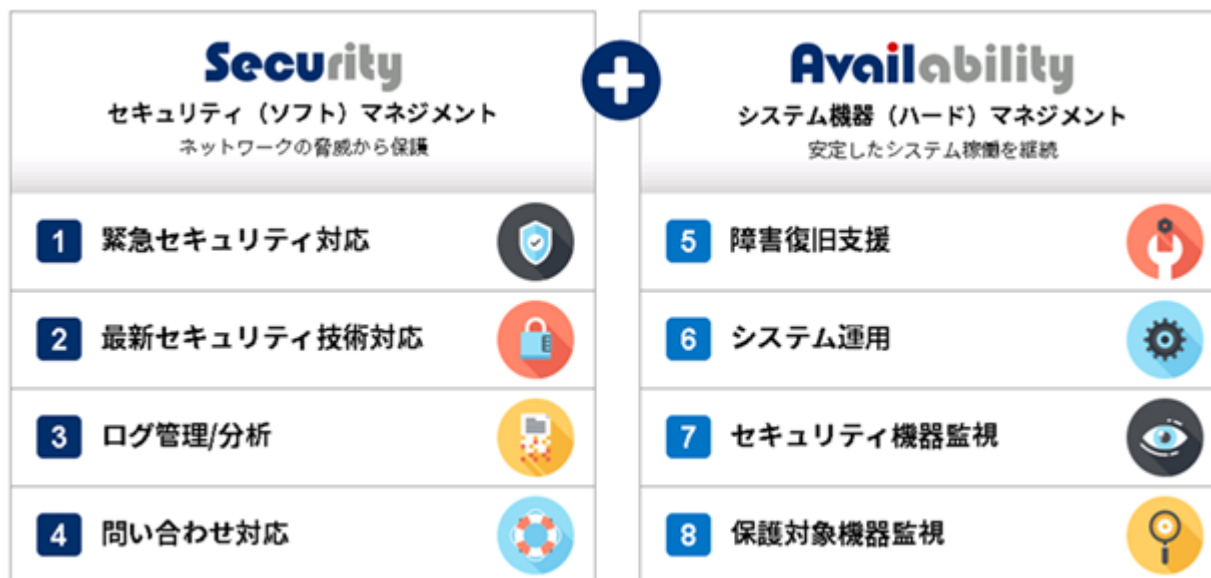 Security
セキュリティ（ソフト）マネジメント
ネットワークの脅威から保護
1 緊急セキュリティ対応
2 最新セキュリティ技術対応
3 ログ管理/分析
4 問い合わせ対応
Availability
システム機器（ハード）マネジメント
安定したシステム稼働を継続
5 障害復旧支援
6 システム運用
7 セキュリティ機器監視
8 保護対象機器監視